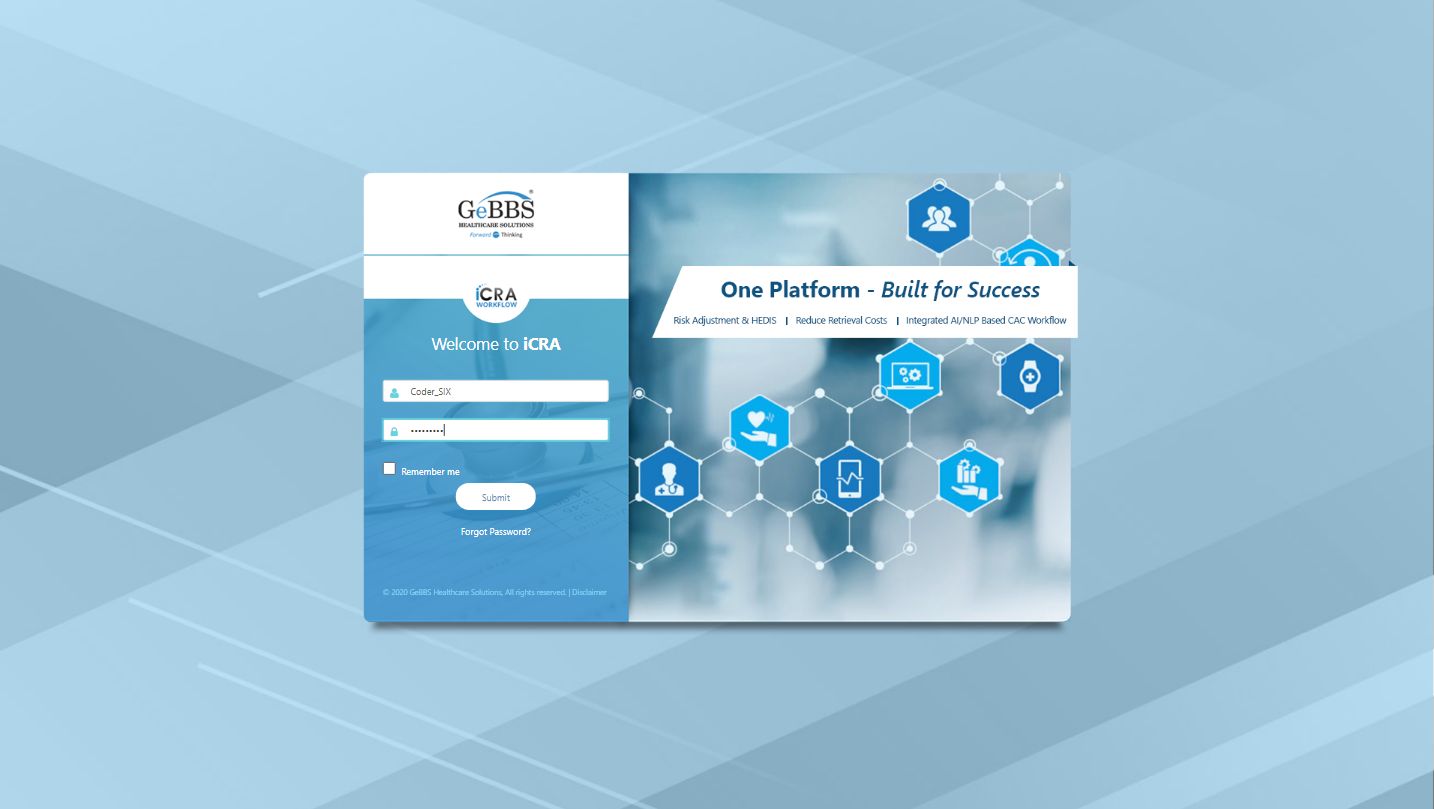 GeBBS®
HEALTHCARE SOLUTIONS
Forward Thinking
iCRA
WORKFLOW
Welcome to iCRA
Coder_SIX
•••••••••
Remember me
Submit
Forgot Password?
© 2020 GeBBS Healthcare Solutions, All rights reserved. | Disclaimer
One Platform - Built for Success
Risk Adjustment & HEDIS | Reduce Retrieval Costs | Integrated AI/NLP Based CAC Workflow